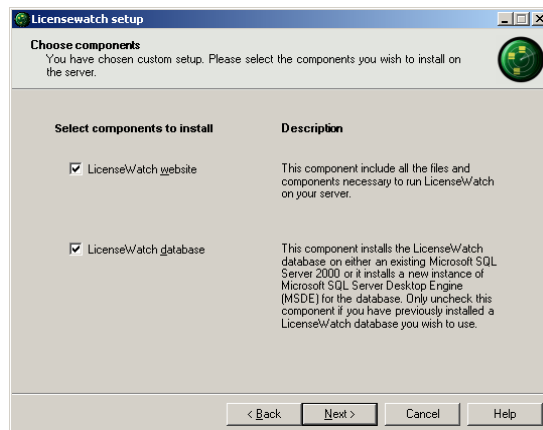 Licensewatch setup
Choose components
You have chosen custom setup. Please select the components you wish to install on
the server.
Select components to install
Description
LicenseWatch website
This component include all the files and
components necessary to run LicenseWatch
on your server.
LicenseWatch database
This component installs the LicenseWatch
database on either an existing Microsoft SQL
Server 2000 or it installs a new instance of
Microsoft SQL Server Desktop Engine
(MSDE) for the database. Only uncheck this
component if you have previously installed a
LicenseWatch database you wish to use.
< Back
Next >
Cancel
Help